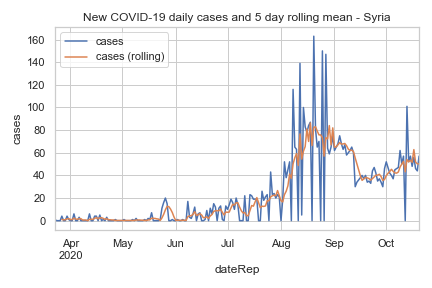 New COVID-19 daily cases and 5 day rolling mean - Syria
cases
cases (rolling)
160
140
120
100
80
60
40
20
0
cases
Apr May Jun Jul Aug Sep Oct
2020
dateRep